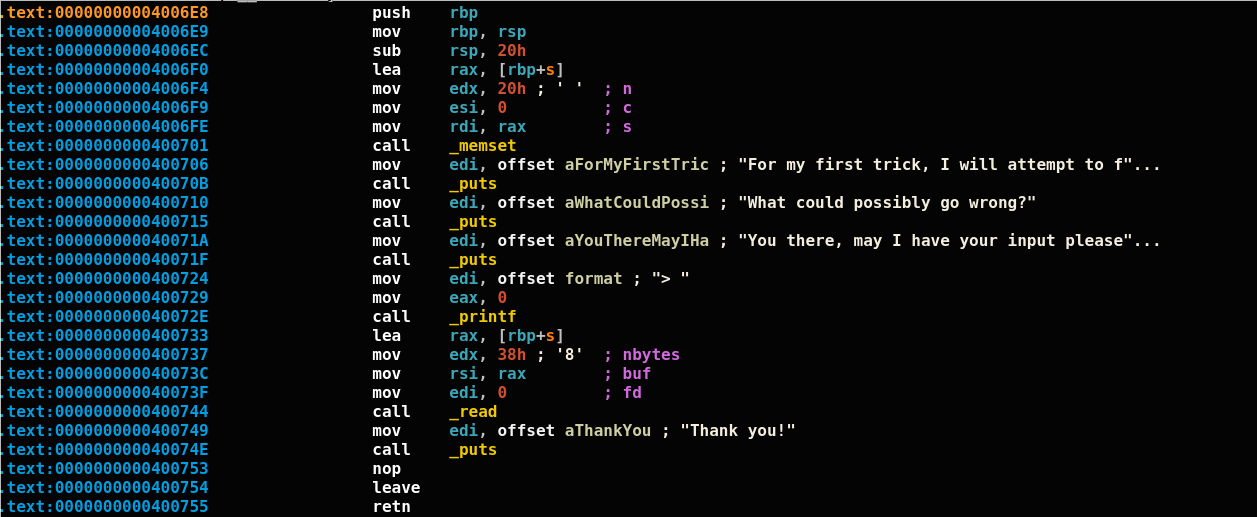 .text:00000000004006E8 push rbp
.text:00000000004006E9 mov rbp, rsp
.text:00000000004006EC sub rsp, 20h
.text:00000000004006F0 lea rax, [rbp+s]
.text:00000000004006F4 mov edx, 20h ; ' ' ; n
.text:00000000004006F9 mov esi, 0 ; c
.text:00000000004006FE mov rdi, rax ; s
.text:0000000000400701 call _memset
.text:0000000000400706 mov edi, offset aForMyFirstTric ; "For my first trick, I will attempt to f"...
.text:000000000040070B call _puts
.text:0000000000400710 mov edi, offset aWhatCouldPossi ; "What could possibly go wrong?"
.text:0000000000400715 call _puts
.text:000000000040071A mov edi, offset aYouThereMayIHa ; "You there, may I have your input please"...
.text:000000000040071F call _puts
.text:0000000000400724 mov edi, offset format ; "> "
.text:0000000000400729 mov eax, 0
.text:000000000040072E call _printf
.text:0000000000400733 lea rax, [rbp+s]
.text:0000000000400737 mov edx, 38h ; '8' ; nbytes
.text:000000000040073C mov rsi, rax ; buf
.text:000000000040073F mov edi, 0 ; fd
.text:0000000000400744 call _read
.text:0000000000400749 mov edi, offset aThankYou ; "Thank you!"
.text:000000000040074E call _puts
.text:0000000000400753 nop
.text:0000000000400754 leave
.text:0000000000400755 retn